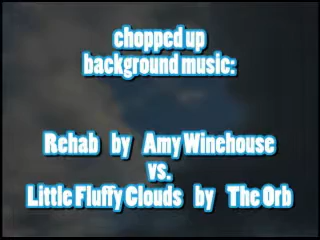 chopped up
background music:
Rehab by Amy Winehouse
vs.
Little Fluffy Clouds by The Orb